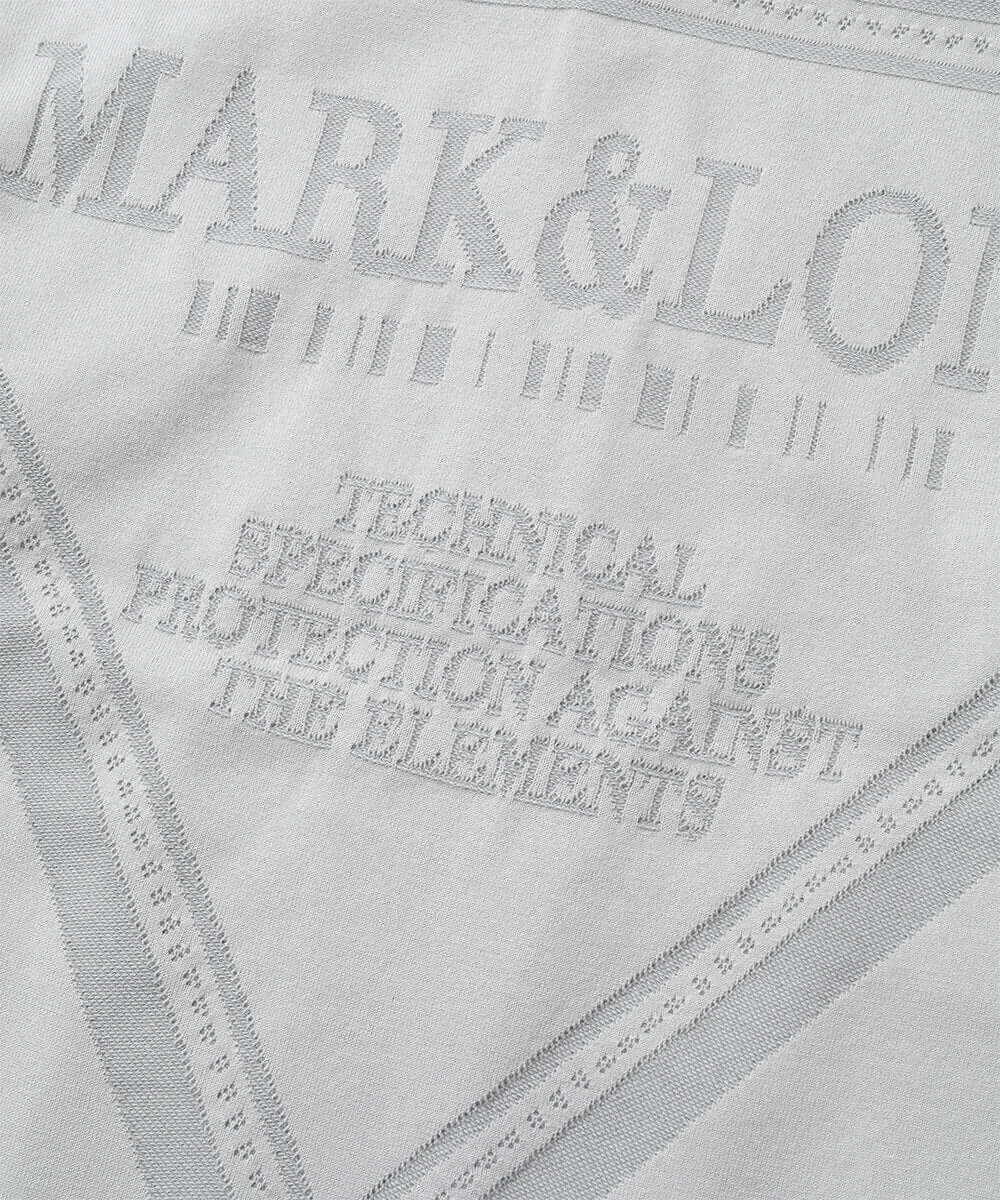 MARK&LO
TECHNICAL
SPECIFICATIONS
PROTECTION AGAINST
THE ELEMENTS